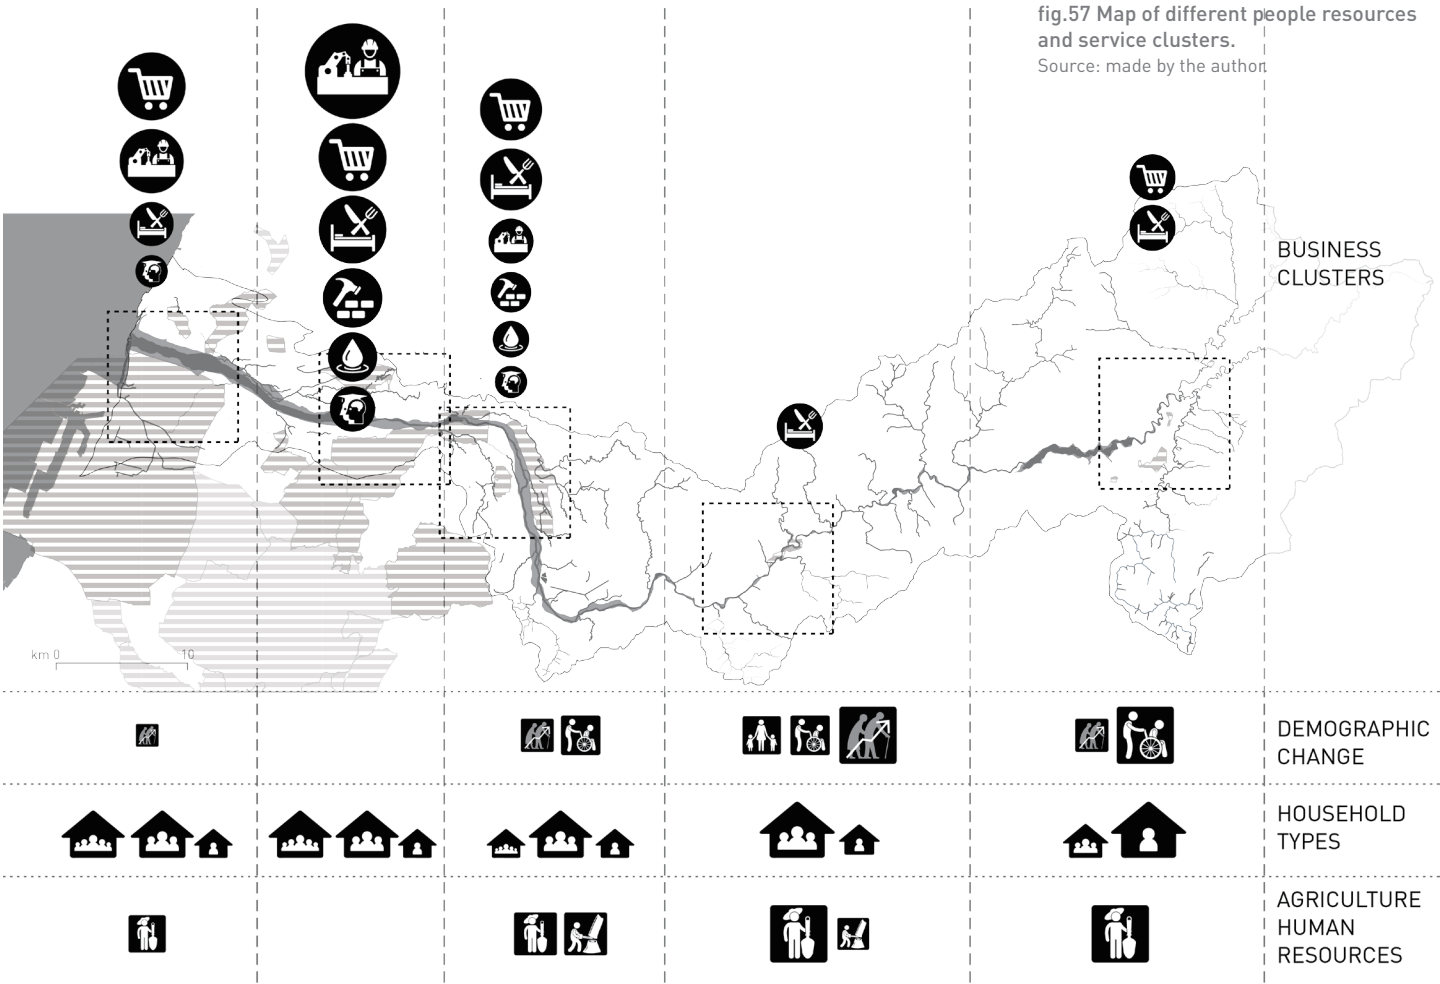 fig.57 Map of different people resources
and service clusters.
Source: made by the author.
BUSINESS
CLUSTERS
km 0 10
DEMOGRAPHIC
CHANGE
HOUSEHOLD
TYPES
AGRICULTURE
HUMAN
RESOURCES